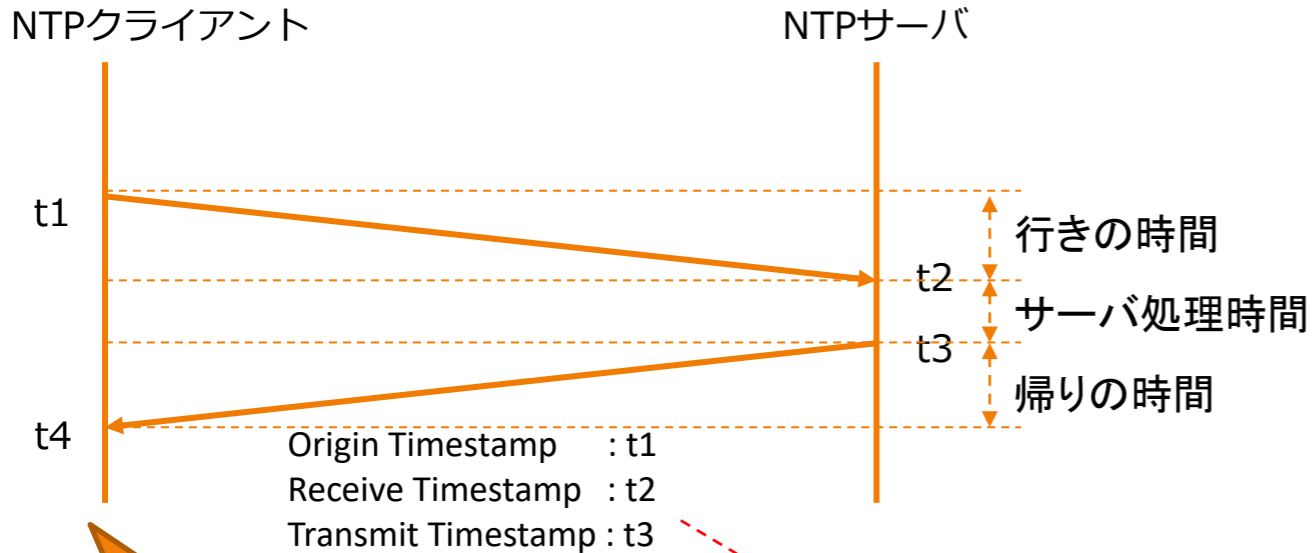 NTPクライアント
NTPサーバ
t1
行きの時間
t2
サーバ処理時間
t3
帰りの時間
t4
Origin Timestamp : t1
Receive Timestamp : t2
Transmit Timestamp : t3